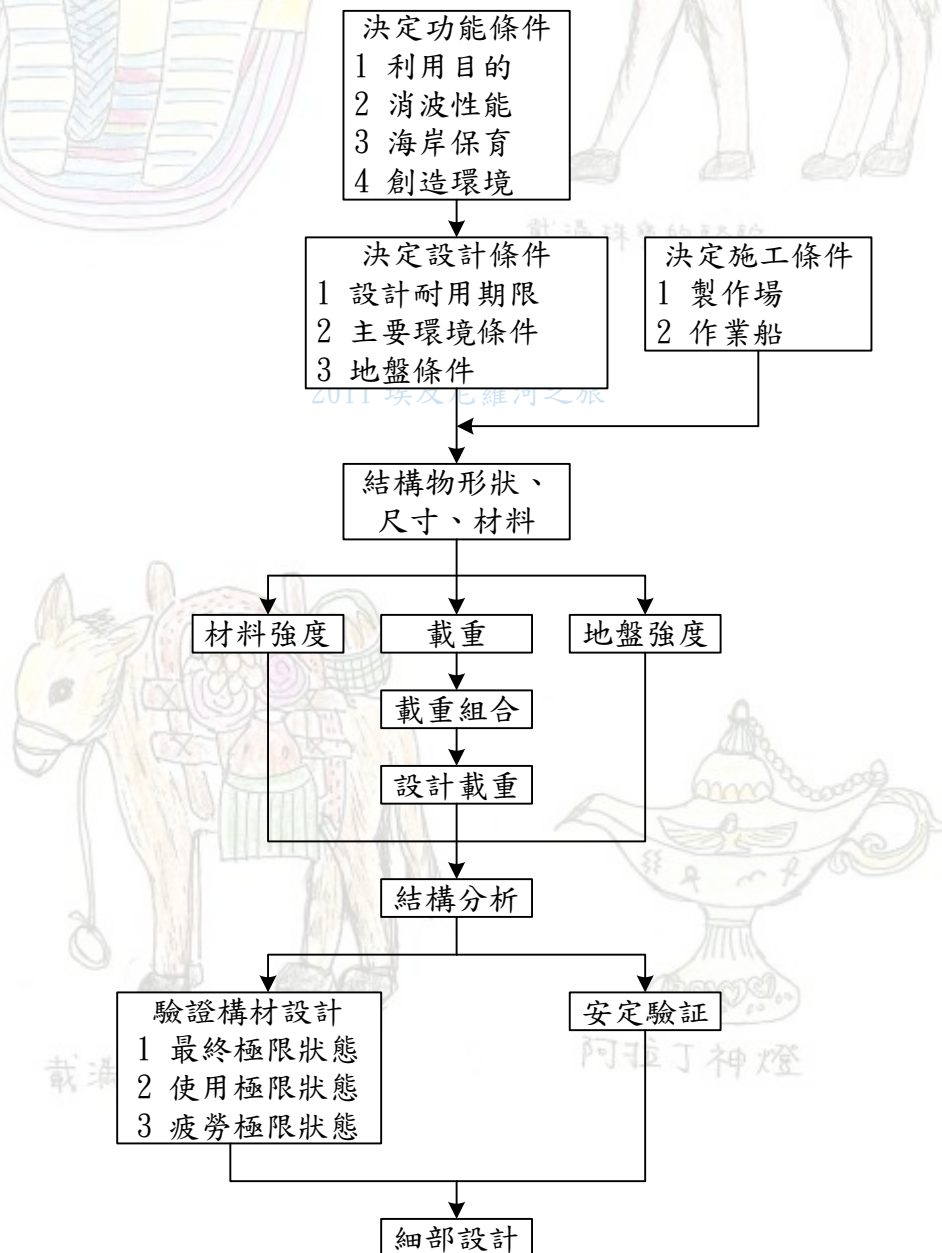 決定功能條件
1 利用目的
2 消波性能
3 海岸保育
4 創造環境
決定設計條件
1 設計耐用期限
2 主要環境條件
3 地盤條件
決定施工條件
1 製作場
2 作業船
2011 埃及尼羅河之旅
結構物形狀、
尺寸、材料
材料強度
載重
地盤強度
載重組合
設計載重
結構分析
驗證構材設計
1 最終極限狀態
2 使用極限狀態
3 疲勞極限狀態
安定驗証
阿拉丁神燈
載滿
細部設計